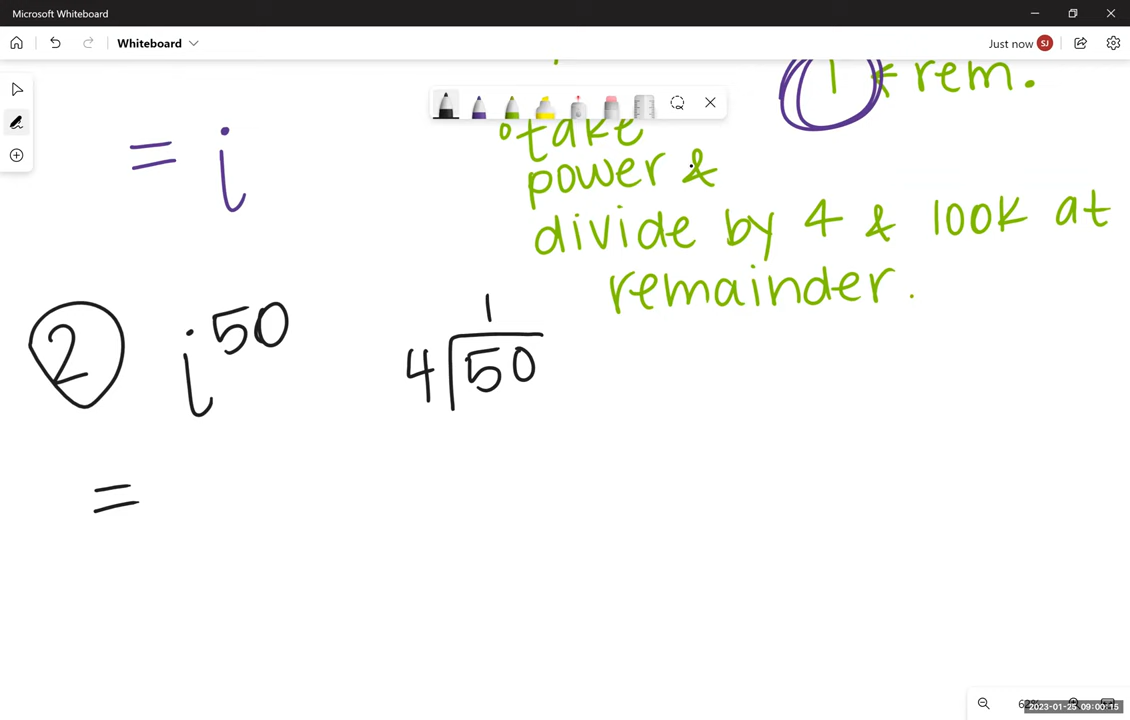 Microsoft Whiteboard
Whiteboard
Just now SJ
1 ← rem.
= i
take
power &
divide by 4 & look at
remainder.
2 i^50
1
4 50
=
2023-01-25 09:00:15